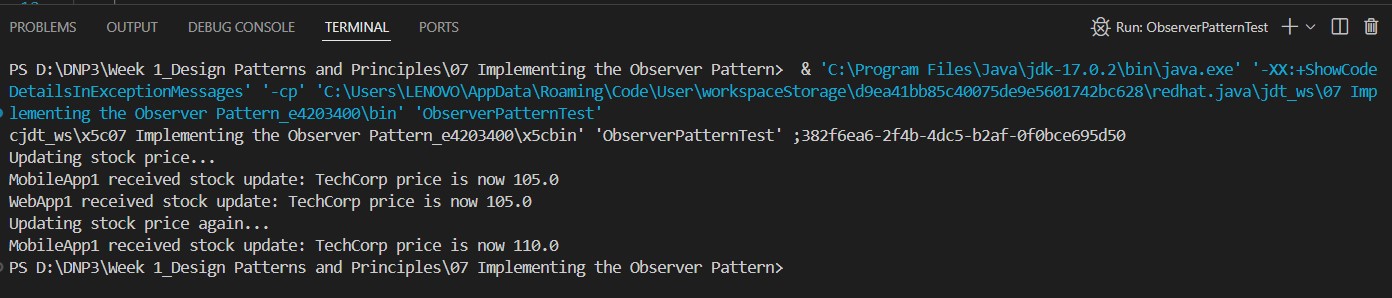 PROBLEMS OUTPUT DEBUG CONSOLE TERMINAL PORTS Run: ObserverPatternTest
PS D:\DNP3\Week 1_Design Patterns and Principles\07 Implementing the Observer Pattern>  & 'C:\Program Files\Java\jdk-17.0.2\bin\java.exe' '-XX:+ShowCode
DetailsInExceptionMessages' '-cp' 'C:\Users\LENOVO\AppData\Roaming\Code\User\workspaceStorage\d9ea41bb85c40075de9e5601742bc628\redhat.java\jdt_ws\07 Imp
lementing the Observer Pattern_e4203400\bin' 'ObserverPatternTest'
cjdt_ws\x5c07 Implementing the Observer Pattern_e4203400\x5cbin' 'ObserverPatternTest' ;382f6ea6-2f4b-4dc5-b2af-0f0bce695d50
Updating stock price...
MobileApp1 received stock update: TechCorp price is now 105.0
WebApp1 received stock update: TechCorp price is now 105.0
Updating stock price again...
MobileApp1 received stock update: TechCorp price is now 110.0
PS D:\DNP3\Week 1_Design Patterns and Principles\07 Implementing the Observer Pattern>